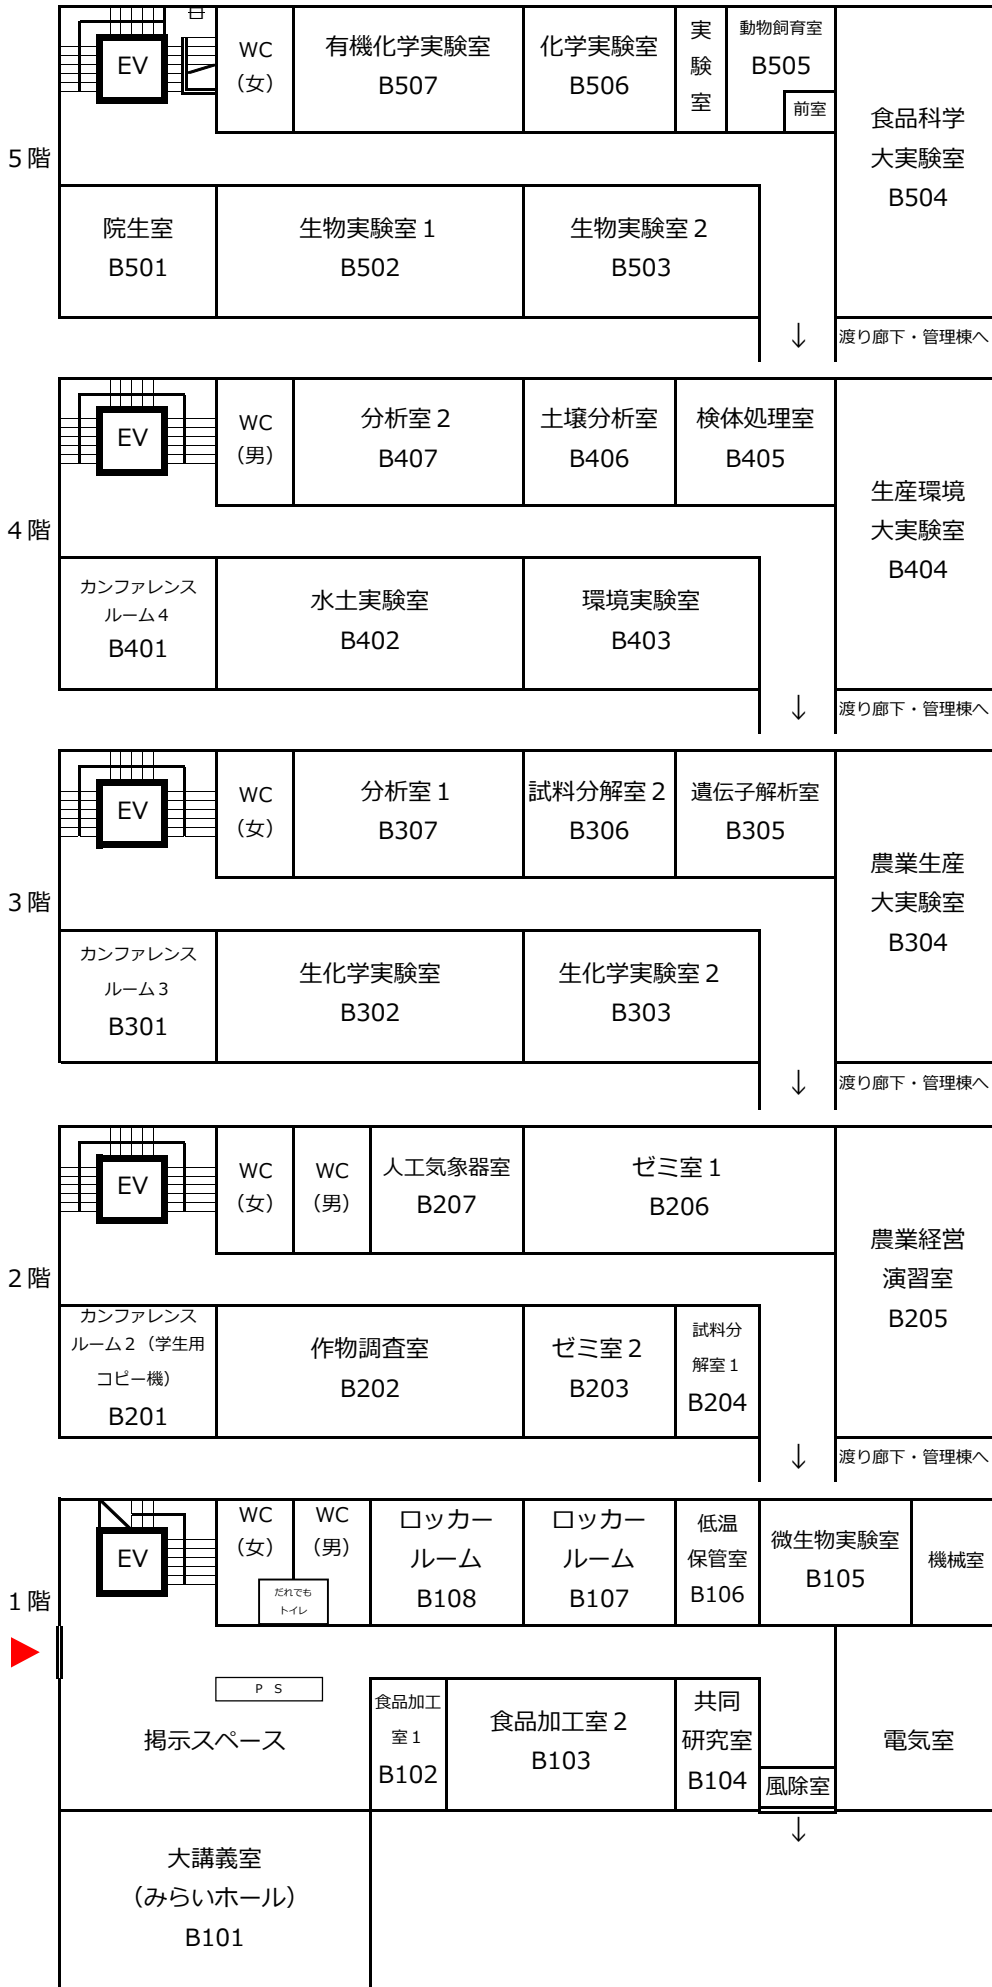 5階
EV
WC
(女)
有機化学実験室
B507
化学実験室
B506
実
験
室
動物飼育室
B505
前室
食品科学
大実験室
B504
院生室
B501
生物実験室1
B502
生物実験室2
B503
↓
渡り廊下・管理棟へ
4階
EV
WC
(男)
分析室2
B407
土壌分析室
B406
検体処理室
B405
生産環境
大実験室
B404
カンファレンス
ルーム4
B401
水土実験室
B402
環境実験室
B403
↓
渡り廊下・管理棟へ
3階
EV
WC
(女)
分析室1
B307
試料分解室2
B306
遺伝子解析室
B305
農業生産
大実験室
B304
カンファレンス
ルーム3
B301
生化学実験室
B302
生化学実験室2
B303
↓
渡り廊下・管理棟へ
2階
EV
WC
(女)
WC
(男)
人工気象器室
B207
ゼミ室1
B206
農業経営
演習室
B205
カンファレンス
ルーム2(学生用
コピー機)
B201
作物調査室
B202
ゼミ室2
B203
試料分
解室1
B204
↓
渡り廊下・管理棟へ
1階
EV
WC
(女)
WC
(男)
だれでも
トイレ
ロッカー
ルーム
B108
ロッカー
ルーム
B107
低温
保管室
B106
微生物実験室
B105
機械室
PS
掲示スペース
食品加工
室1
B102
食品加工室2
B103
共同
研究室
B104
風除室
↓
電気室
大講義室
(みらいホール)
B101